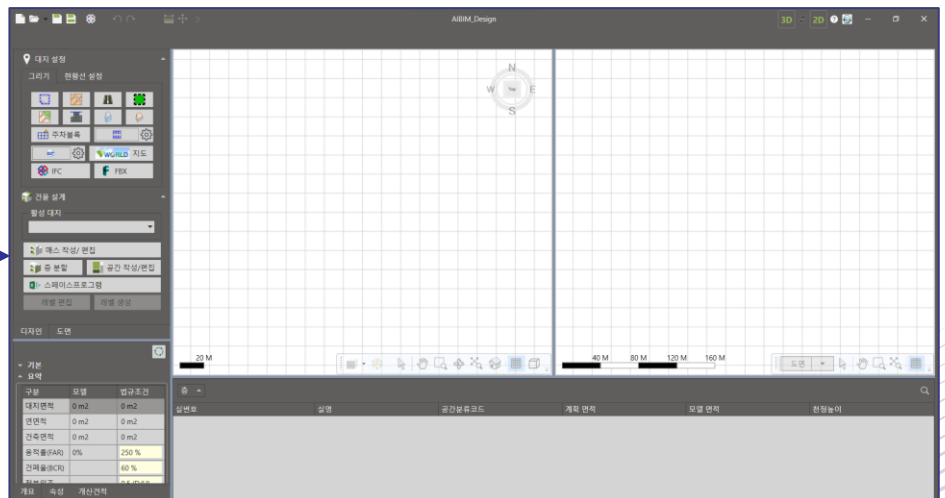 AIBIM_Design
3D 2D
대지 설정
그리기 현황선 설정
주차블록
WORLD 지도
IFC FBX
건물 설계
활성 대지
매스 작성/ 편집
층 분할 공간 작성/편집
스페이스프로그램
레벨 편집 레벨 생성
디자인 도면
N
W E
S
20 M
40 M 80 M 120 M 160 M
도면
기본
요약
구분 모델 법규조건
대지면적 0 m2 0 m2
연면적 0 m2 0 m2
건축면적 0 m2 0 m2
용적률(FAR) 0% 250 %
건폐율(BCR) 60 %
개요 속성 개산견적
층
실번호 실명 공간분류코드 계획 면적 모델 면적 천정높이